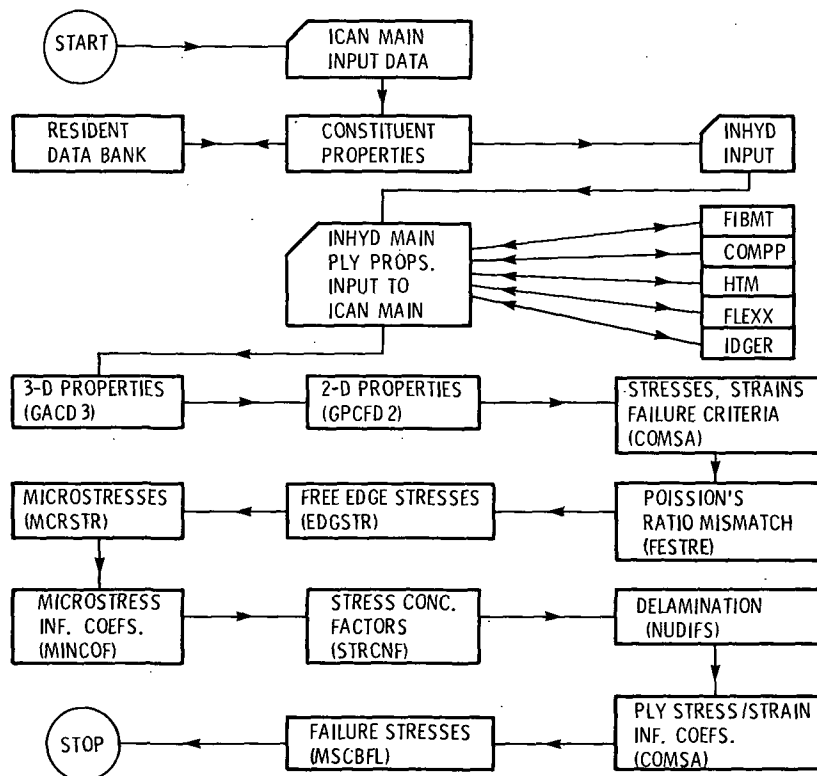 START
ICAN MAIN
INPUT DATA
RESIDENT
DATA BANK
CONSTITUENT
PROPERTIES
INHYD
INPUT
INHYD MAIN
PLY PROPS.
INPUT TO
ICAN MAIN
FIBMT
COMPP
HTM
FLEXX
IDGER
3-D PROPERTIES
(GACD 3)
2-D PROPERTIES
(GPCFD 2)
STRESSES, STRAINS
FAILURE CRITERIA
(COMSA)
MICROSTRESSES
(MCRSTR)
FREE EDGE STRESSES
(EDGSTR)
POISSION'S
RATIO MISMATCH
(FESTRE)
MICROSTRESS
INF. COEFS.
(MINCOF)
STRESS CONC.
FACTORS
(STRCNF)
DELAMINATION
(NUDIFS)
STOP
FAILURE STRESSES
(MSCBFL)
PLY STRESS/STRAIN
INF. COEFS.
(COMSA)